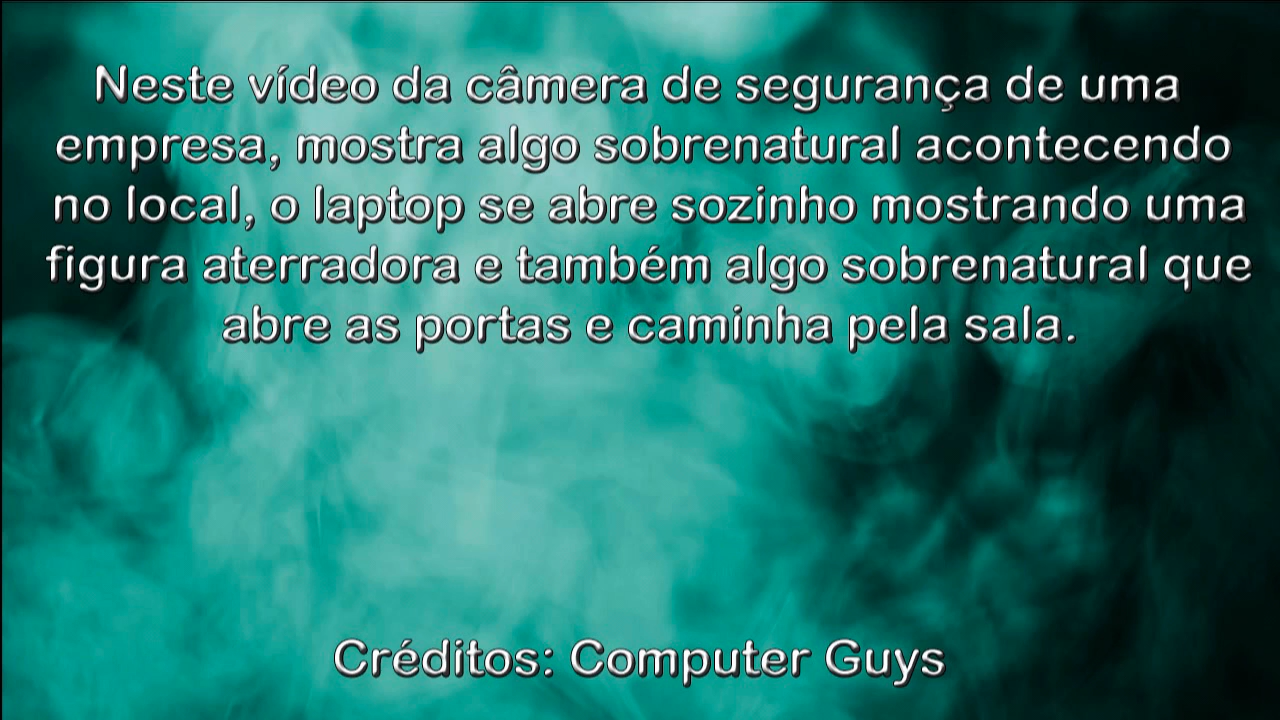 Neste vídeo da câmera de segurança de uma
empresa, mostra algo sobrenatural acontecendo
no local, o laptop se abre sozinho mostrando uma
figura aterradora e também algo sobrenatural que
abre as portas e caminha pela sala.
Créditos: Computer Guys